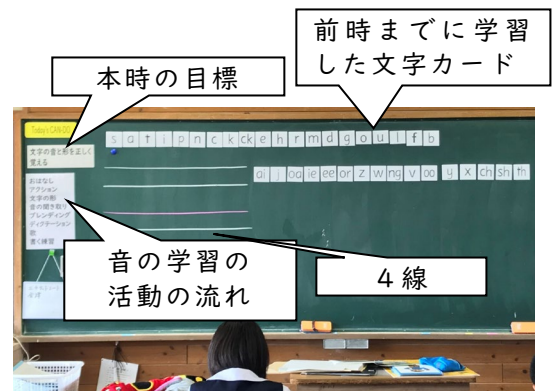 前時までに学習
した文字カード
本時の目標
Today's CAN-DO
s a t i p n c k ck e h r m d g o u l f b
文字の音と形を正しく
覚える
ai j oa ie ee or z w ng v oo y x ch sh th
おはなし
アクション
文字の形
音の聞き取り
ブレンディング
ディクテーション
歌
書く練習
音の学習の
活動の流れ
4線